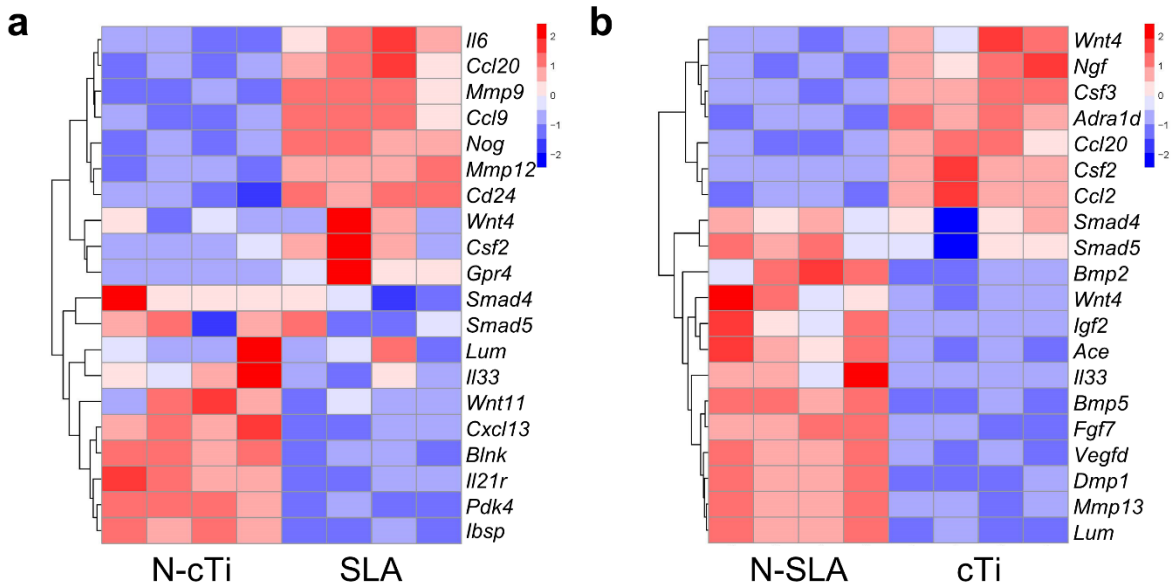 a
2
1
0
−1
−2
Il6
Ccl20
Mmp9
Ccl9
Nog
Mmp12
Cd24
Wnt4
Csf2
Gpr4
Smad4
Smad5
Lum
Il33
Wnt11
Cxcl13
Blnk
Il21r
Pdk4
Ibsp
N-cTi SLA
b
2
1
0
−1
−2
Wnt4
Ngf
Csf3
Adra1d
Ccl20
Csf2
Ccl2
Smad4
Smad5
Bmp2
Wnt4
Igf2
Ace
Il33
Bmp5
Fgf7
Vegfd
Dmp1
Mmp13
Lum
N-SLA cTi